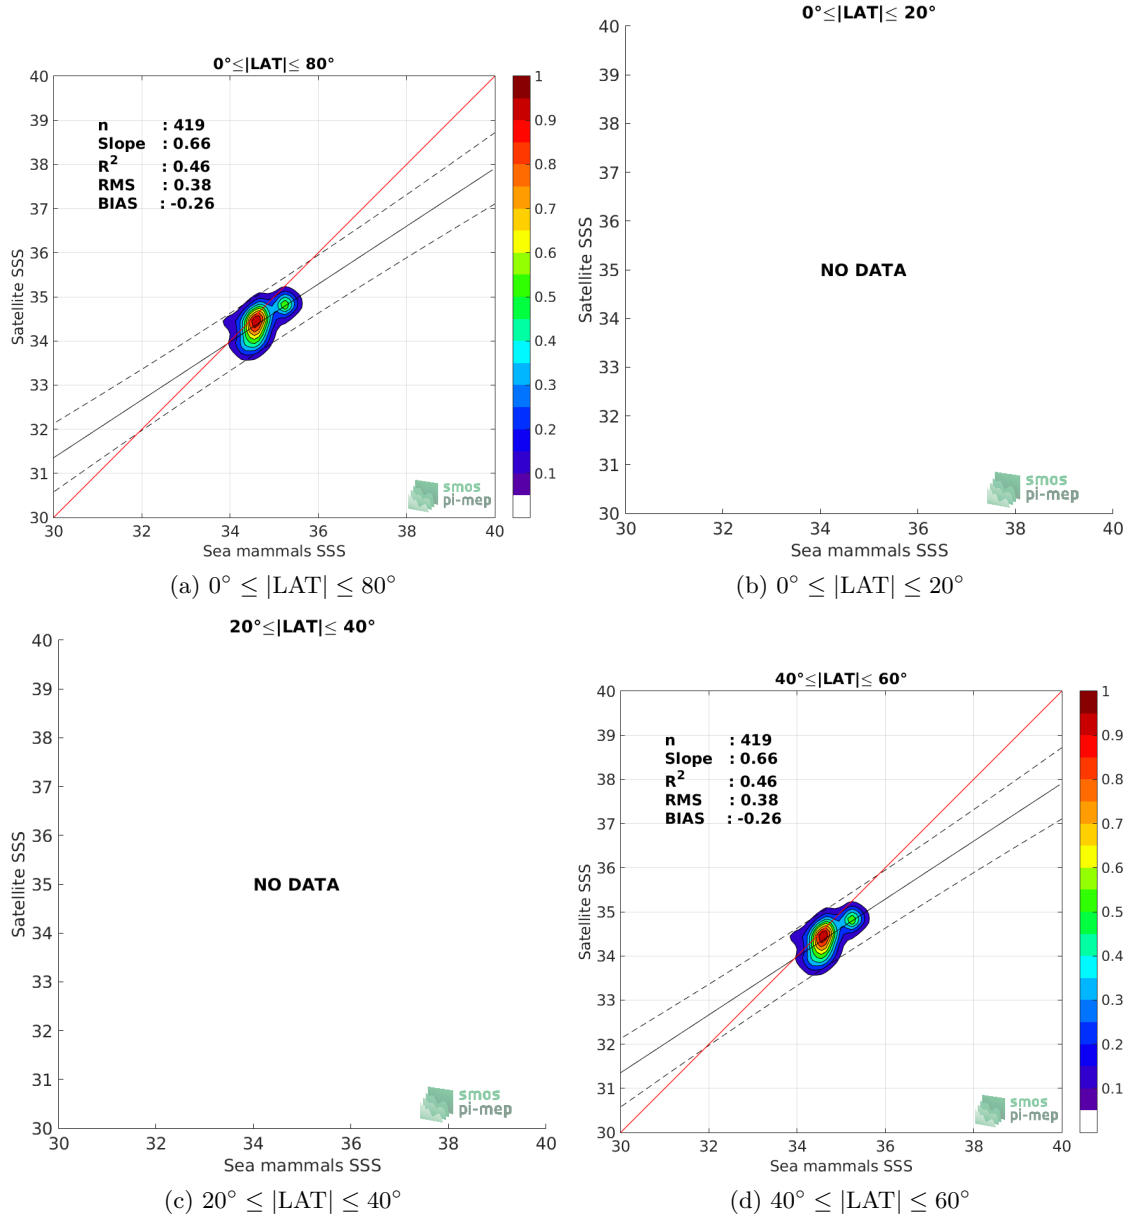 0°≤|LAT|≤ 80°
n : 419
Slope : 0.66
R² : 0.46
RMS : 0.38
BIAS : -0.26
Satellite SSS
40
39
38
37
36
35
34
33
32
31
30
30 32 34 36 38 40
Sea mammals SSS
1
0.9
0.8
0.7
0.6
0.5
0.4
0.3
0.2
0.1
smos
pi-mep
(a) 0° ≤ |LAT| ≤ 80°
0°≤|LAT|≤ 20°
Satellite SSS
40
39
38
37
36
35
34
33
32
31
30
NO DATA
30 32 34 36 38 40
Sea mammals SSS
smos
pi-mep
(b) 0° ≤ |LAT| ≤ 20°
20°≤|LAT|≤ 40°
Satellite SSS
40
39
38
37
36
35
34
33
32
31
30
NO DATA
30 32 34 36 38 40
Sea mammals SSS
smos
pi-mep
(c) 20° ≤ |LAT| ≤ 40°
40°≤|LAT|≤ 60°
n : 419
Slope : 0.66
R² : 0.46
RMS : 0.38
BIAS : -0.26
Satellite SSS
40
39
38
37
36
35
34
33
32
31
30
30 32 34 36 38 40
Sea mammals SSS
1
0.9
0.8
0.7
0.6
0.5
0.4
0.3
0.2
0.1
smos
pi-mep
(d) 40° ≤ |LAT| ≤ 60°